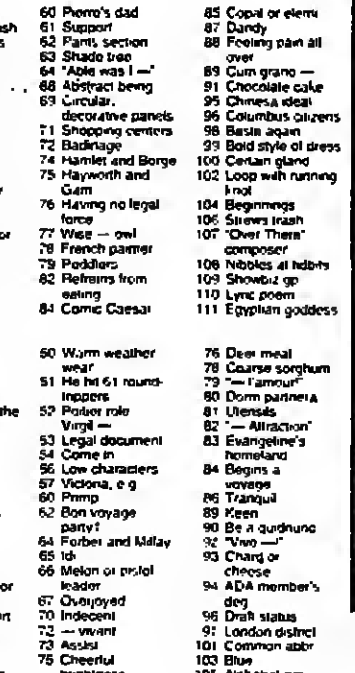 60 Pierro's dad
61 Support
62 Pants section
63 Shade tree
64 "Able was I —"
68 Abstract being
69 Circular,
decorative panels
71 Shopping centers
72 Badinage
74 Hamlet and Borge
75 Hayworth and
Gam
76 Having no legal
force
77 Wise — owl
78 French partner
79 Peddlers
82 Refrains from
eating
84 Comic Caesar
85 Copal or elemi
87 Dandy
88 Feeling pain all
over
89 Cum grano —
91 Chocolate cake
95 Chinese ideal
96 Columbus citizens
98 Baste again
99 Bold style of dress
100 Certain gland
102 Loop with running
knot
104 Beginnings
106 Strews trash
107 "Over There"
composer
108 Nibbles at tidbits
109 Showbiz gp
110 Lyric poem
111 Egyptian goddess
50 Warm weather
wear
51 He hit 61 round-
trippers
52 Porter role
Virgil —
53 Legal document
54 Come in
56 Low characters
57 Victoria, e g
60 Primp
62 Bon voyage
party?
64 Forbes and Millay
65 Idi
66 Melon or pistol
leader
67 Overjoyed
70 Indecent
72 — vivant
73 Assist
75 Cheerful
76 Deer meal
78 Coarse sorghum
79 "— l'amour"
80 Dorm partners
81 Utensils
82 "— Attraction"
83 Evangeline's
homeland
84 Begins a
voyage
86 Tranquil
89 Keen
90 Be a quidnunc
92 "Vivo —"
93 Chard or
cheese
94 ADA member's
deg
96 Draft status
97 London district
101 Common abbr
103 Blue